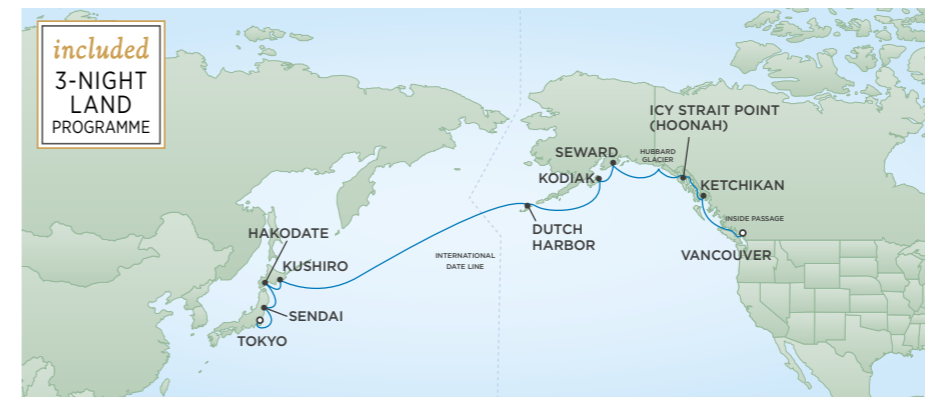 included
3-NIGHT
LAND
PROGRAMME
ICY STRAIT POINT
(HOONAH)
SEWARD
HUBBARD
GLACIER
KODIAK
KETCHIKAN
INSIDE PASSAGE
DUTCH
HARBOR
VANCOUVER
HAKODATE
INTERNATIONAL
DATE LINE
KUSHIRO
SENDAI
TOKYO